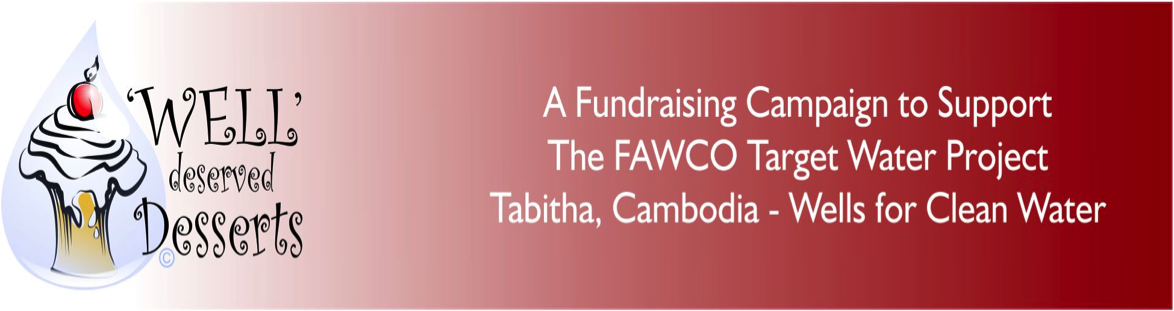 'WELL'
deserved
Desserts
©
A Fundraising Campaign to Support
The FAWCO Target Water Project
Tabitha, Cambodia - Wells for Clean Water